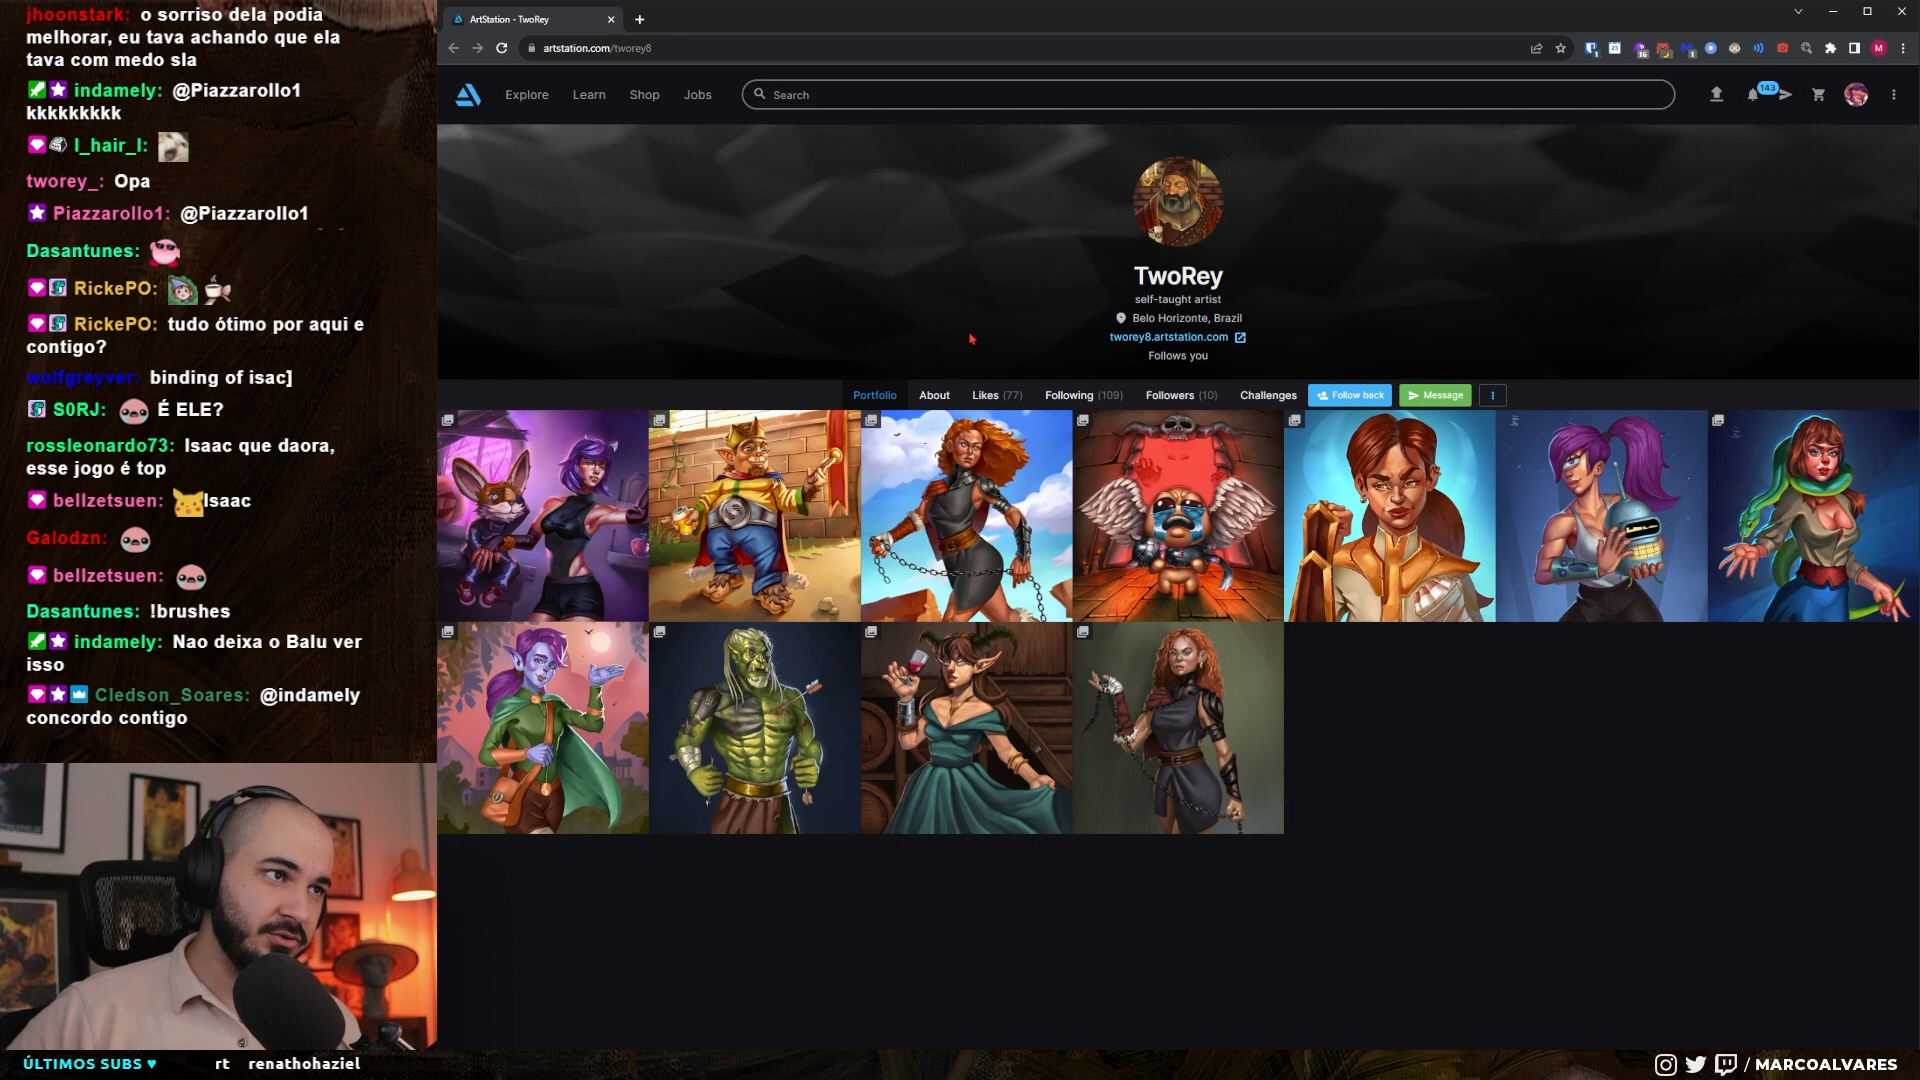 jhoonstark: o sorriso dela podia
melhorar, eu tava achando que ela
tava com medo sla
indamely: @Piazzarollo1
kkkkkkkkk
l_hair_l:
tworey_: Opa
Piazzarollo1: @Piazzarollo1
Dasantunes:
RickePO:
RickePO: tudo ótimo por aqui e
contigo?
wolfgreyver: binding of isac]
S0RJ: É ELE?
rossleonardo73: Isaac que daora,
esse jogo é top
bellzetsuen: Isaac
Galodzn:
bellzetsuen:
Dasantunes: !brushes
indamely: Nao deixa o Balu ver
isso
Cledson_Soares: @indamely
concordo contigo
ÚLTIMOS SUBS ♥ rt renathohaziel
ArtStation - TwoRey
artstation.com/tworey8
Explore Learn Shop Jobs Search 143
TwoRey
self-taught artist
Belo Horizonte, Brazil
tworey8.artstation.com
Follows you
Portfolio About Likes (77) Following (109) Followers (10) Challenges Follow back Message
/ MARCOALVARES